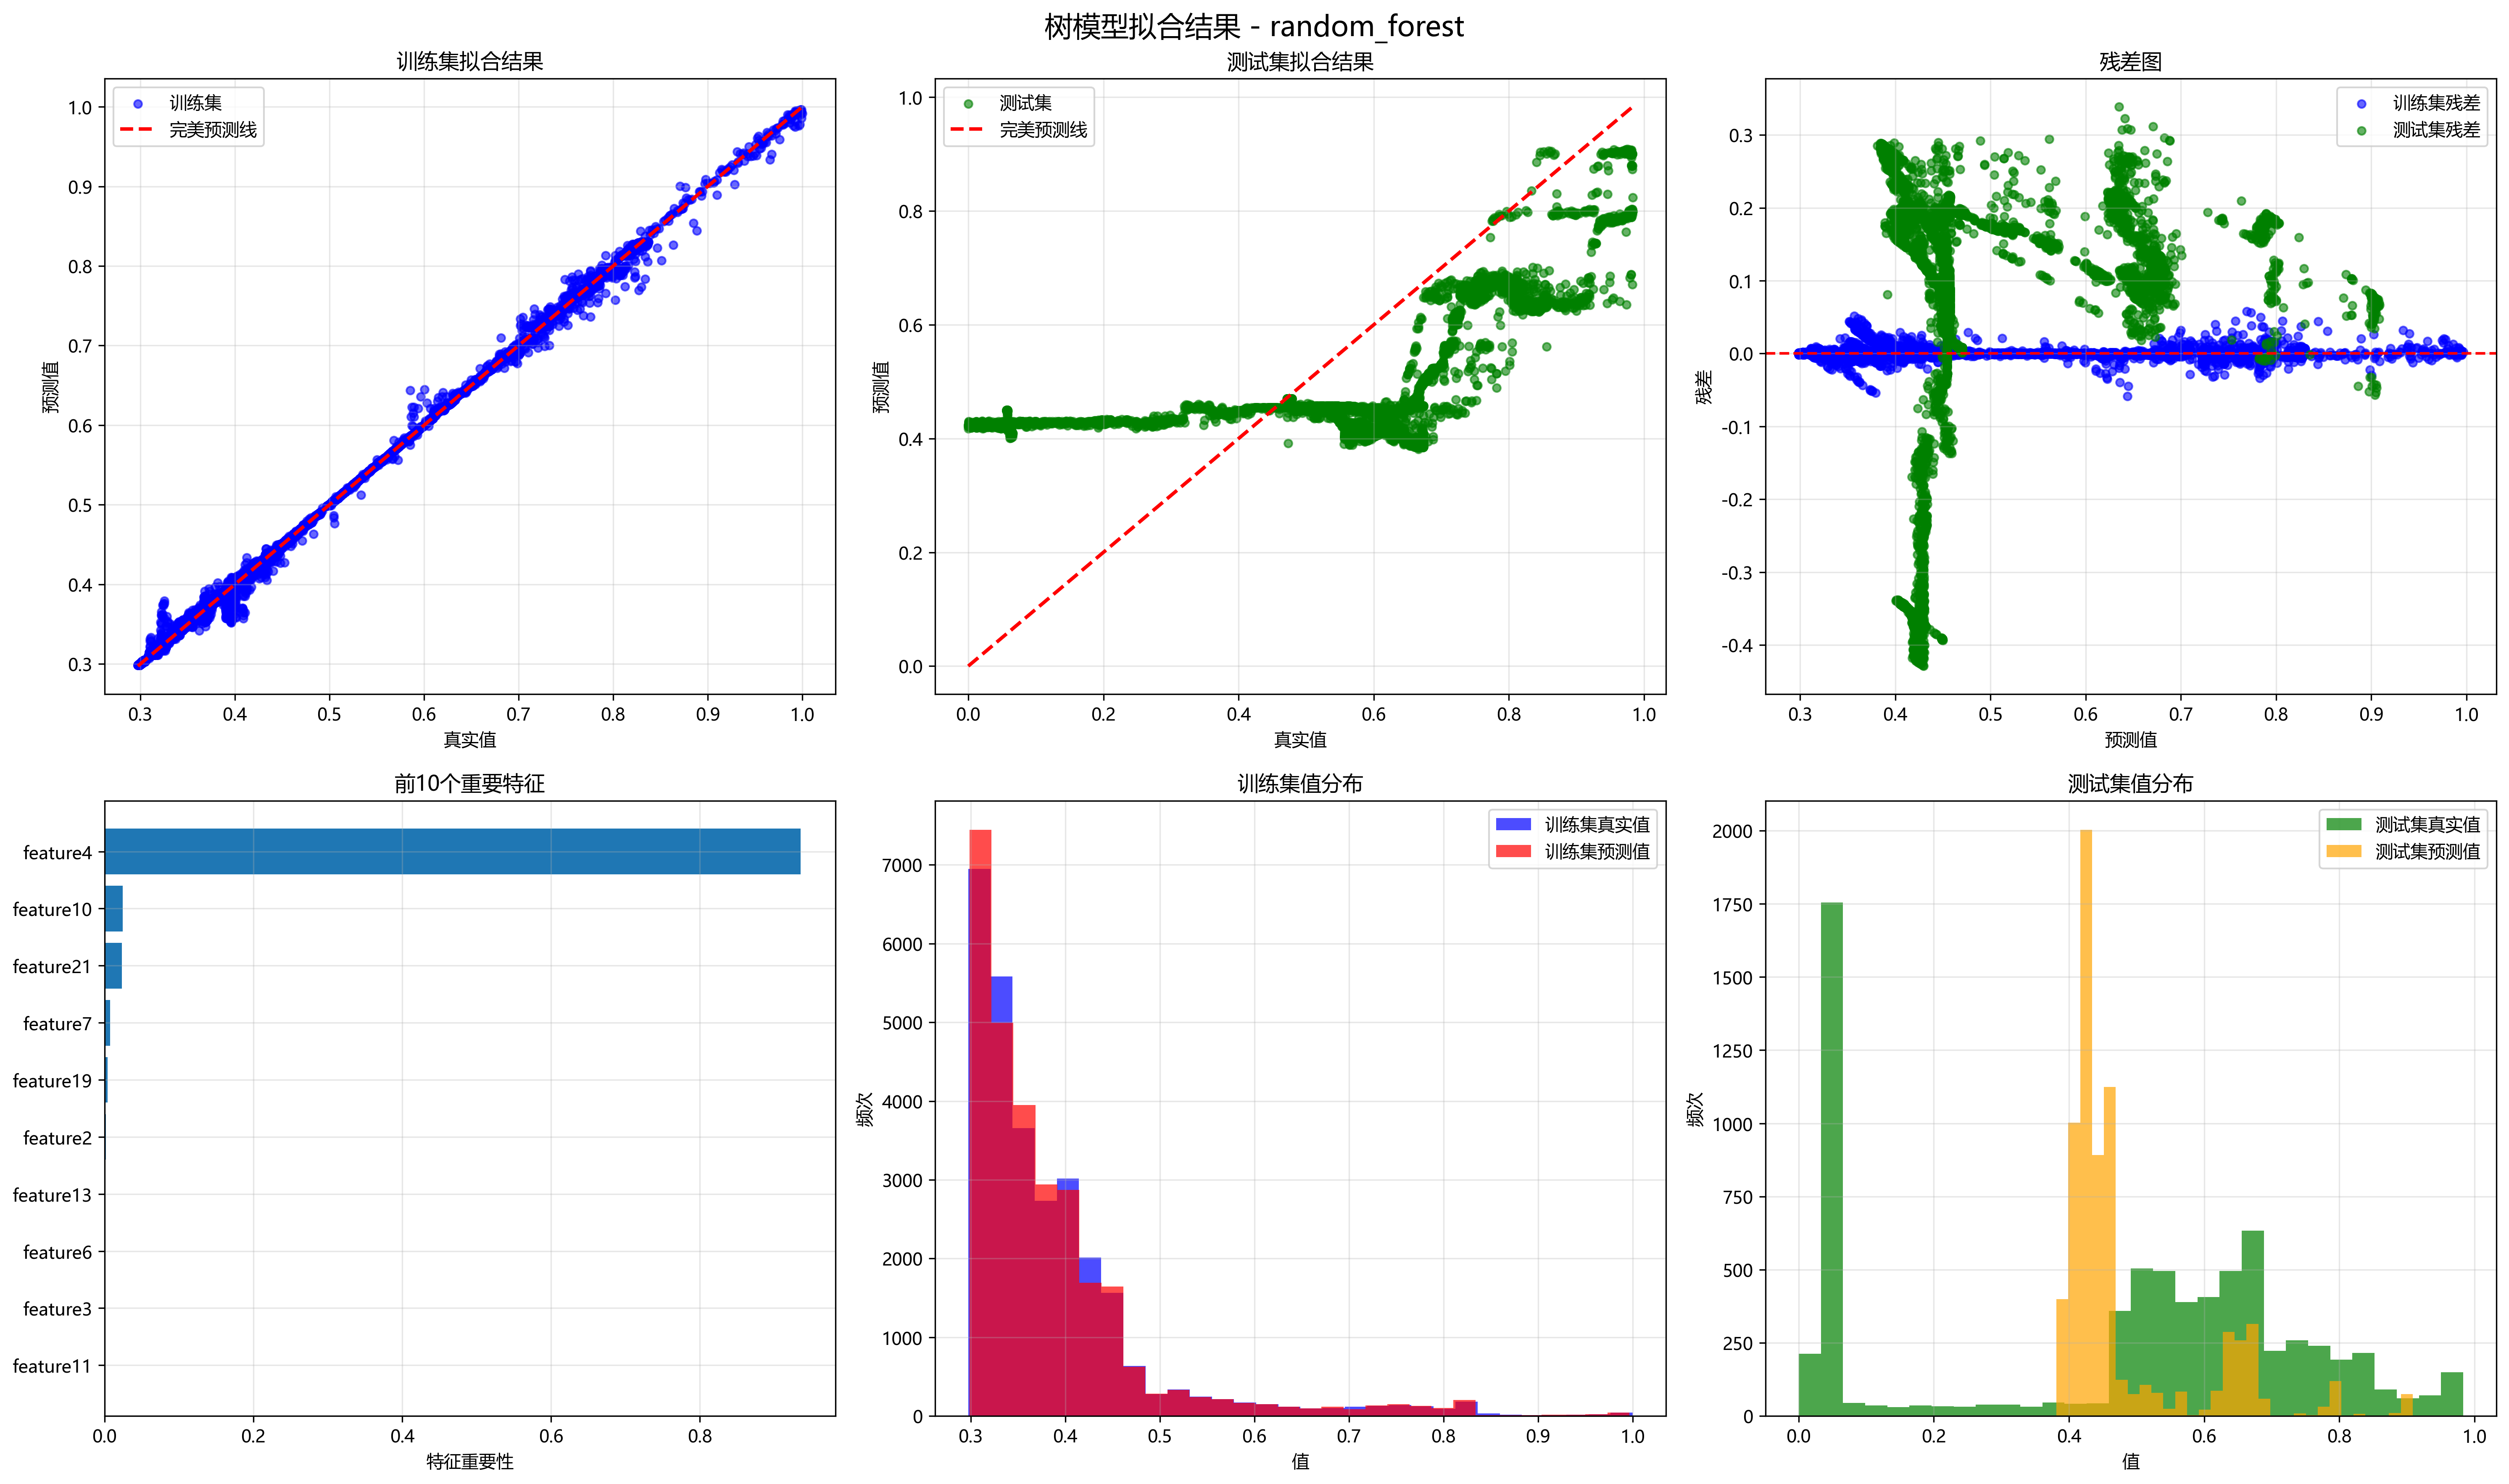 树模型拟合结果 - random_forest
训练集拟合结果
训练集
完美预测线
1.0
0.9
0.8
0.7
0.6
0.5
0.4
0.3
预测值
0.3 0.4 0.5 0.6 0.7 0.8 0.9 1.0
真实值
测试集拟合结果
测试集
完美预测线
1.0
0.8
0.6
0.4
0.2
0.0
预测值
0.0 0.2 0.4 0.6 0.8 1.0
真实值
残差图
训练集残差
测试集残差
0.3
0.2
0.1
0.0
-0.1
-0.2
-0.3
-0.4
残差
0.3 0.4 0.5 0.6 0.7 0.8 0.9 1.0
预测值
前10个重要特征
feature4
feature10
feature21
feature7
feature19
feature2
feature13
feature6
feature3
feature11
0.0 0.2 0.4 0.6 0.8
特征重要性
训练集值分布
训练集真实值
训练集预测值
7000
6000
5000
4000
3000
2000
1000
0
频次
0.3 0.4 0.5 0.6 0.7 0.8 0.9 1.0
值
测试集值分布
测试集真实值
测试集预测值
2000
1750
1500
1250
1000
750
500
250
0
频次
0.0 0.2 0.4 0.6 0.8 1.0
值